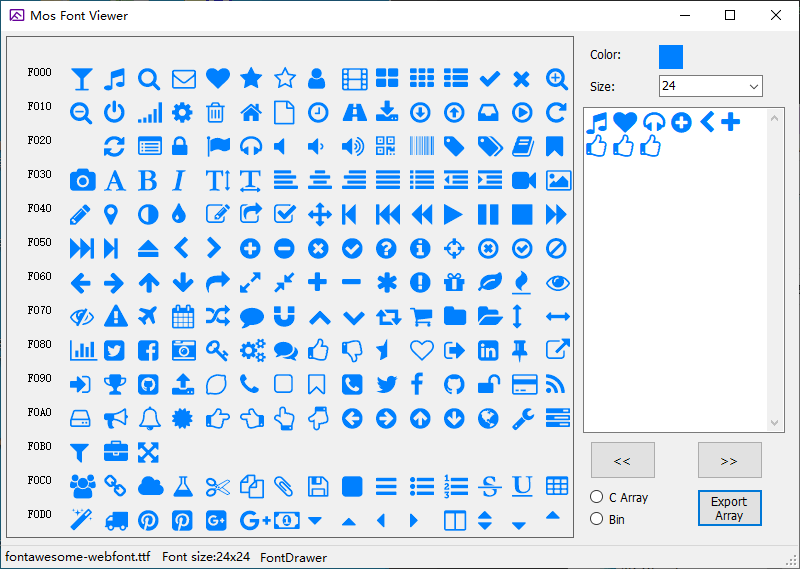 Mos Font Viewer
F000
F010
F020
F030
F040
F050
F060
F070
F080
F090
F0A0
F0B0
F0C0
F0D0
Color:
Size:
24
<<
>>
C Array
Bin
Export
Array
fontawesome-webfont.ttf Font size:24x24 FontDrawer